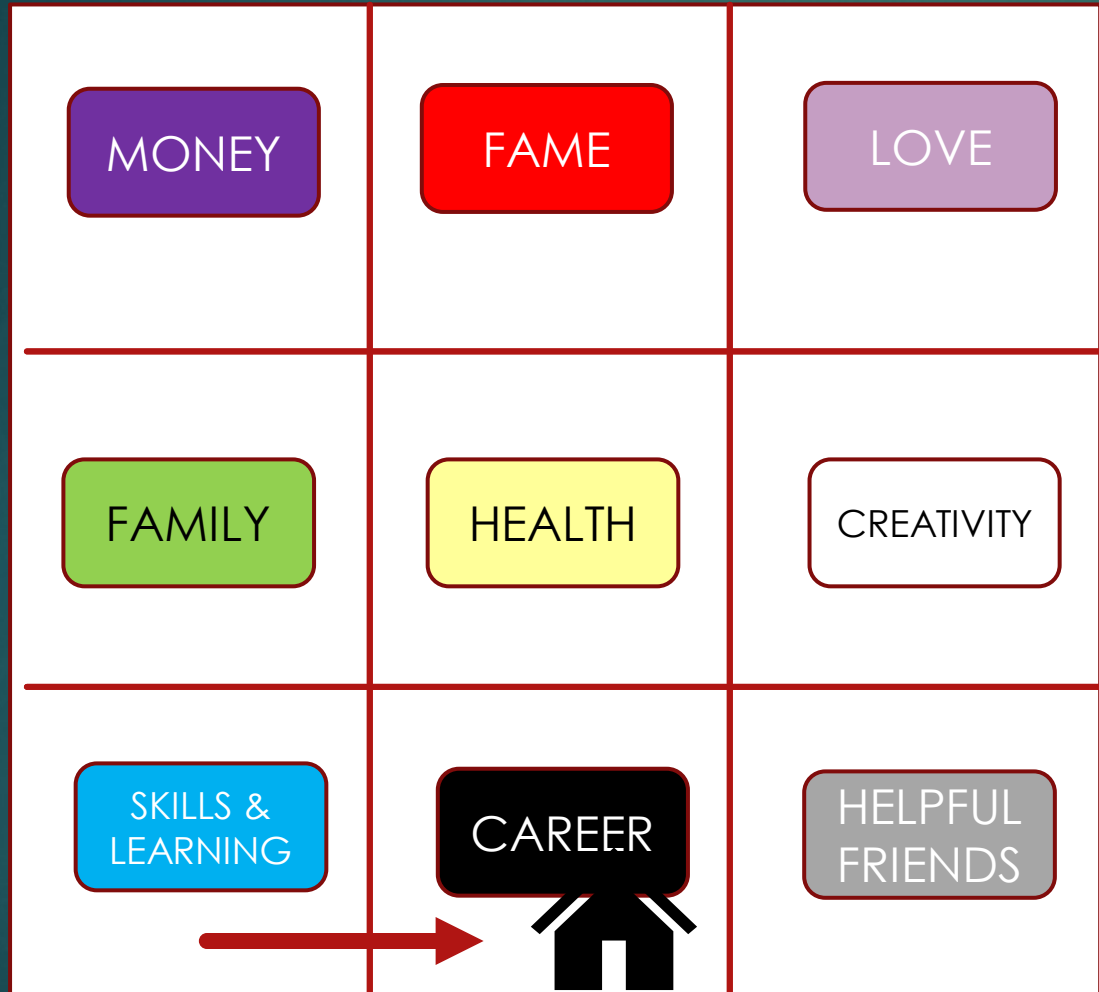 MONEY
FAME
LOVE
FAMILY
HEALTH
CREATIVITY
SKILLS &
LEARNING
CAREER
HELPFUL
FRIENDS